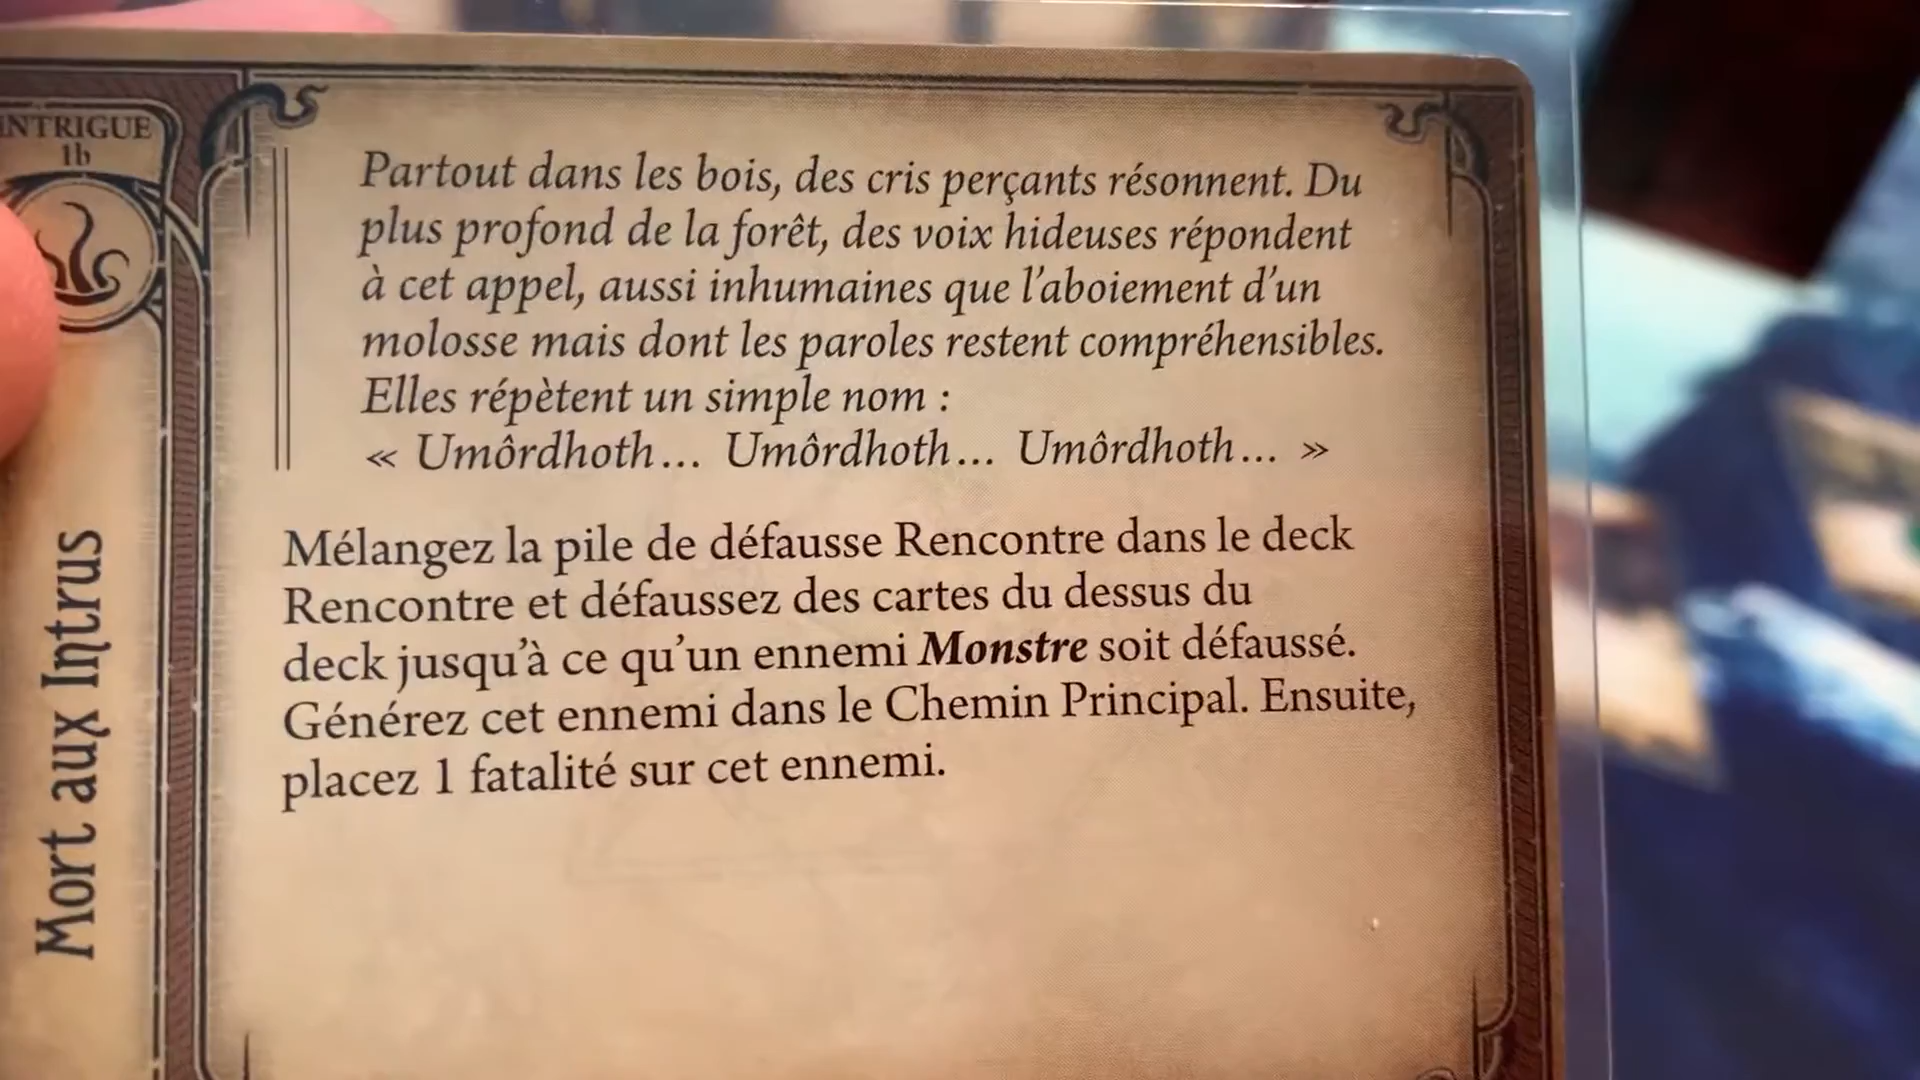 INTRIGUE
1b
Mort aux Intrus
Partout dans les bois, des cris perçants résonnent. Du
plus profond de la forêt, des voix hideuses répondent
à cet appel, aussi inhumaines que l'aboiement d'un
molosse mais dont les paroles restent compréhensibles.
Elles répètent un simple nom :
« Umôrdhoth… Umôrdhoth… Umôrdhoth… »
Mélangez la pile de défausse Rencontre dans le deck
Rencontre et défaussez des cartes du dessus du
deck jusqu'à ce qu'un ennemi Monstre soit défaussé.
Générez cet ennemi dans le Chemin Principal. Ensuite,
placez 1 fatalité sur cet ennemi.